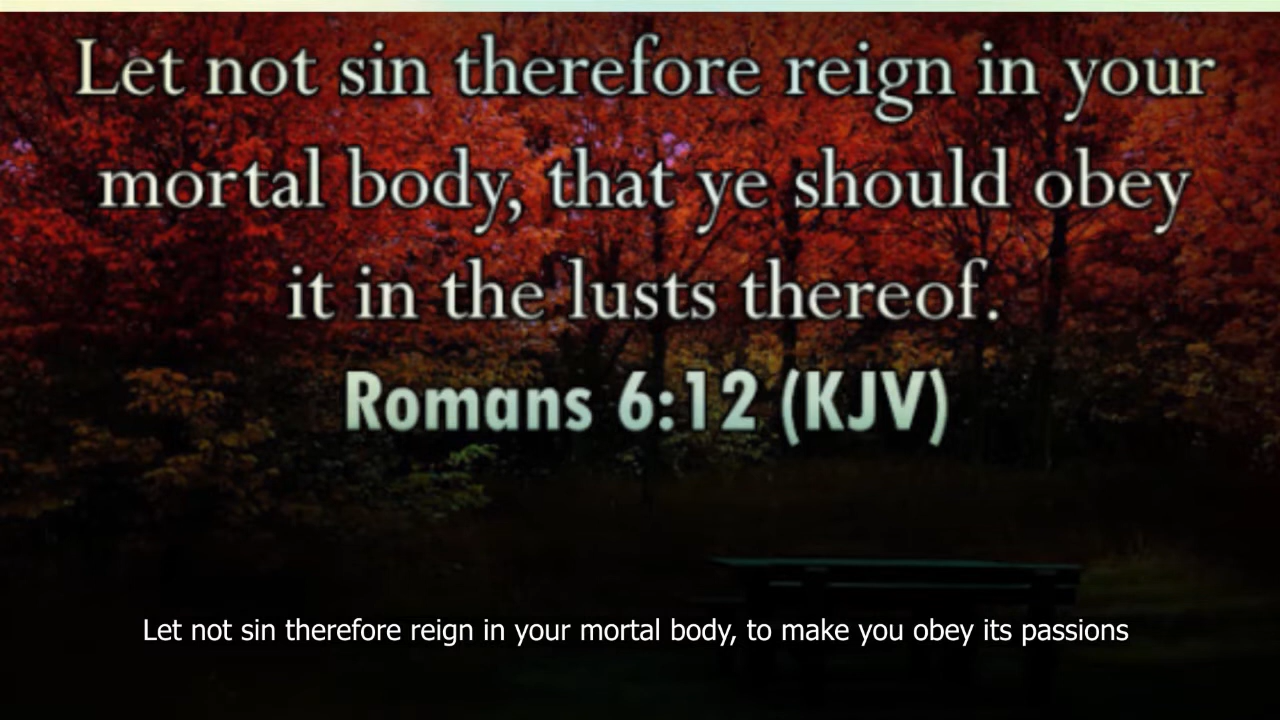 Let not sin therefore reign in your
mortal body, that ye should obey
it in the lusts thereof.
Romans 6:12 (KJV)
Let not sin therefore reign in your mortal body, to make you obey its passions